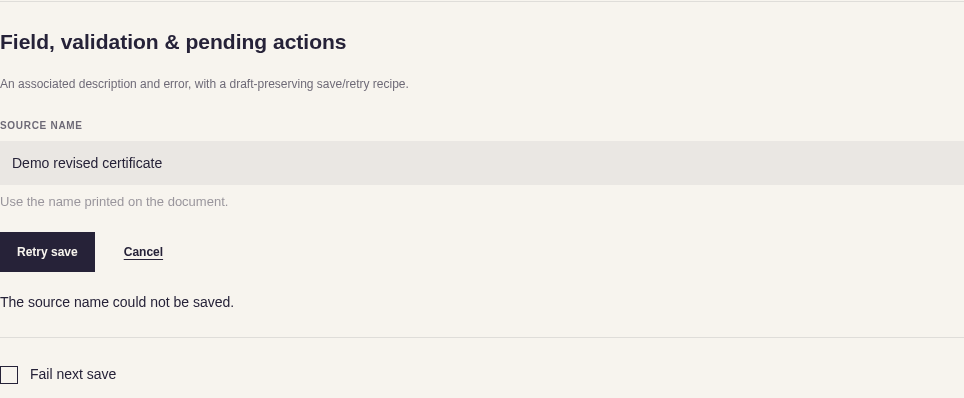 Field, validation & pending actions
An associated description and error, with a draft-preserving save/retry recipe.
SOURCE NAME
Demo revised certificate
Use the name printed on the document.
Retry save Cancel
The source name could not be saved.
Fail next save